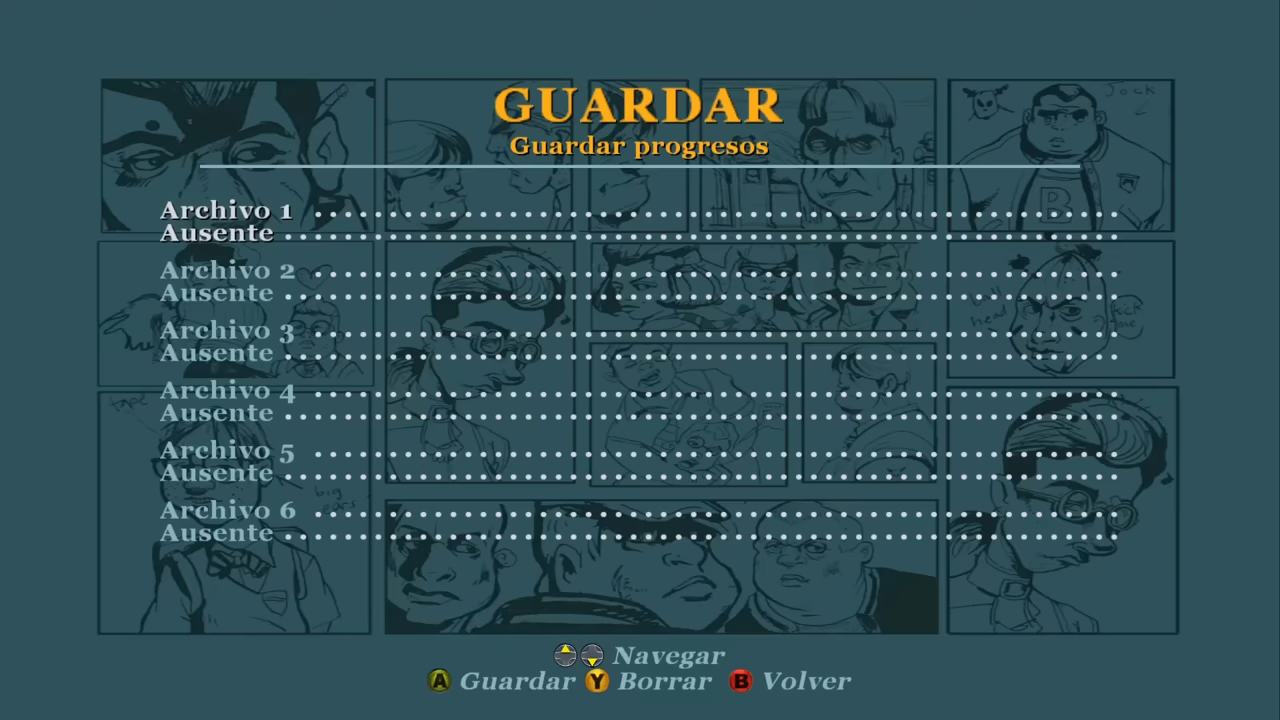 GUARDAR
Guardar progresos
Jock
B
Archivo 1
Ausente
Archivo 2
Ausente
Archivo 3
Ausente
Archivo 4
Ausente
Archivo 5
Ausente
Archivo 6
Ausente
Navegar
A Guardar Y Borrar B Volver